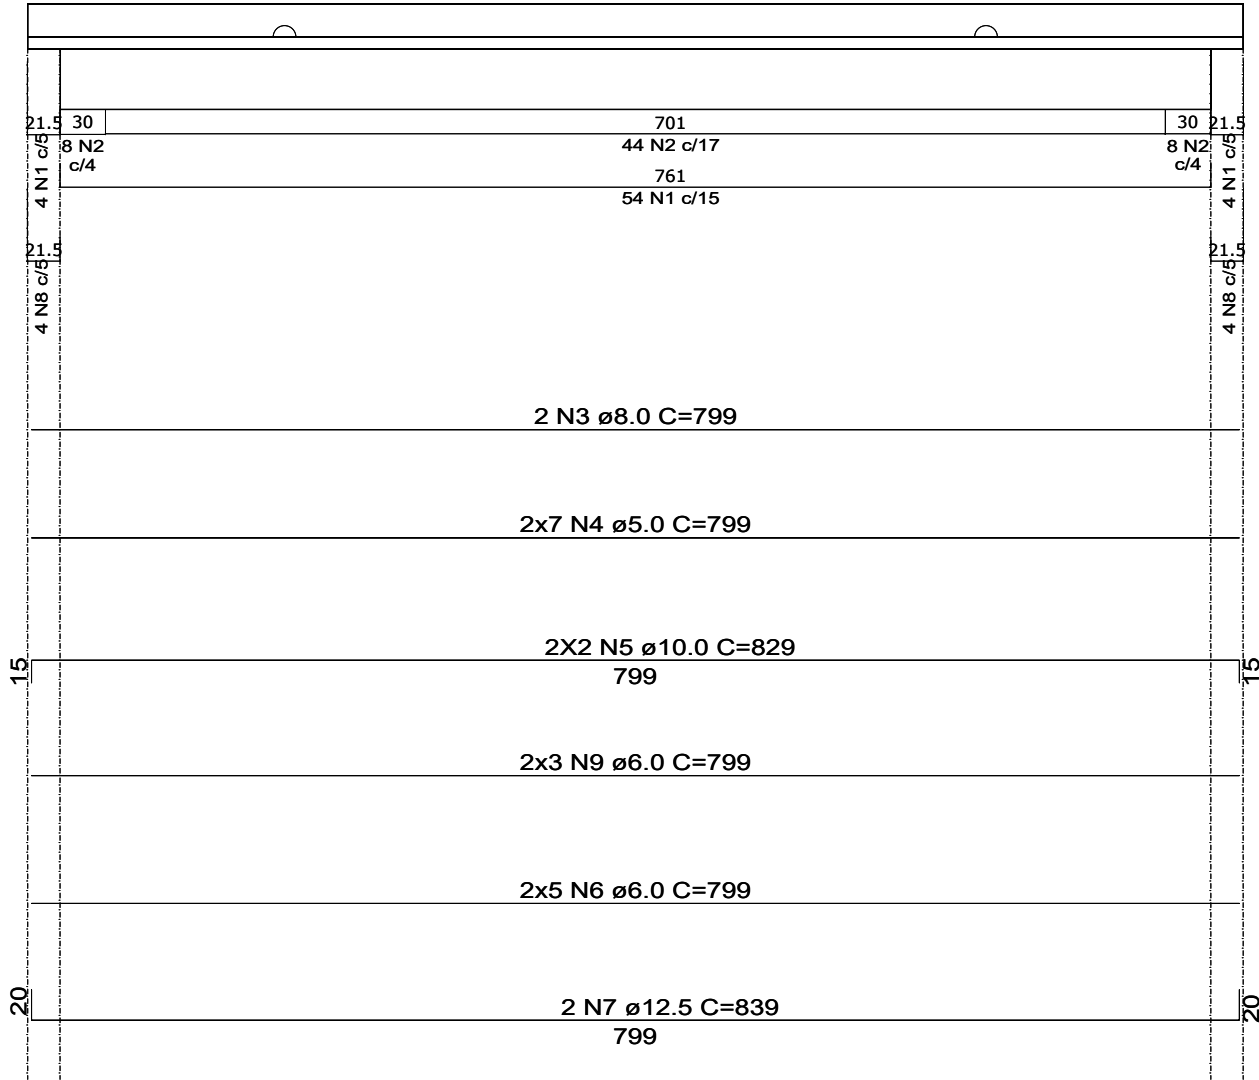 21.5 30 701 30 21.5
8 N2 44 N2 c/17 8 N2
c/4 c/4
4 N1 c/5 4 N1 c/5
761
54 N1 c/15
21.5 21.5
4 N8 c/5 4 N8 c/5
2 N3 ø8.0 C=799
2x7 N4 ø5.0 C=799
2X2 N5 ø10.0 C=829
15 799 15
2x3 N9 ø6.0 C=799
2x5 N6 ø6.0 C=799
20 2 N7 ø12.5 C=839 20
799